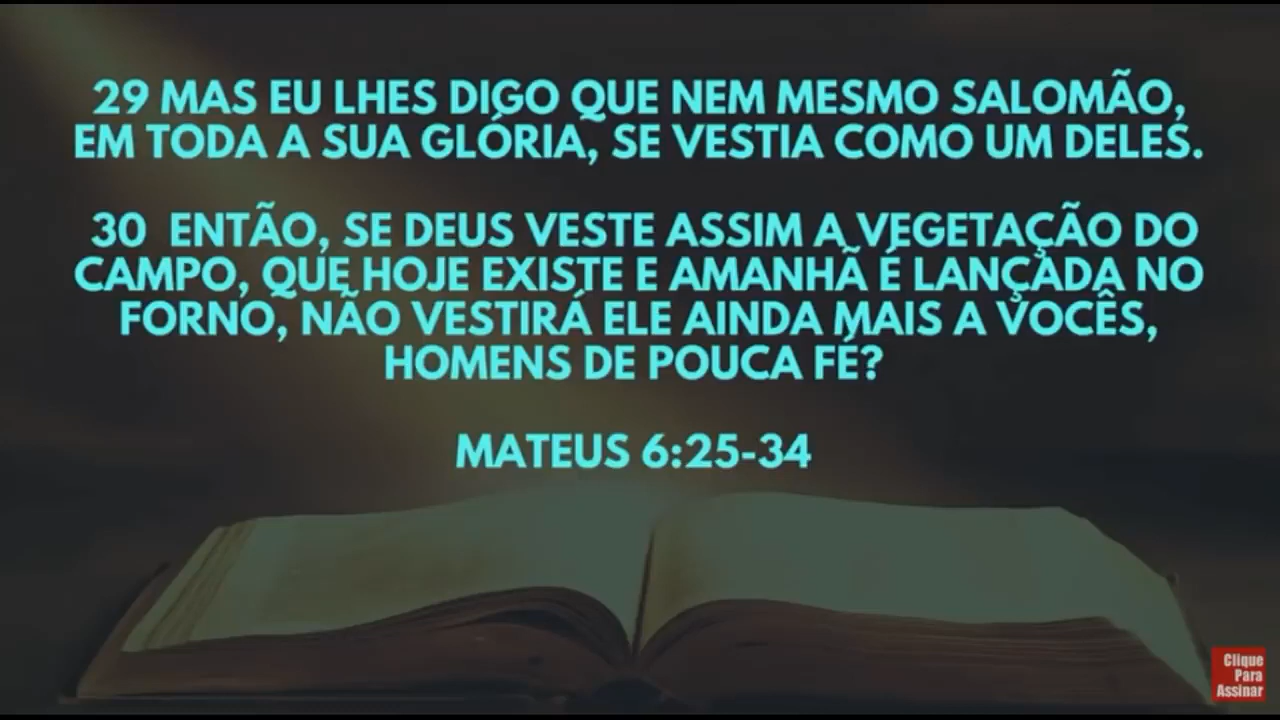 29 MAS EU LHES DIGO QUE NEM MESMO SALOMÃO,
EM TODA A SUA GLÓRIA, SE VESTIA COMO UM DELES.
30 ENTÃO, SE DEUS VESTE ASSIM A VEGETAÇÃO DO
CAMPO, QUE HOJE EXISTE E AMANHÃ É LANÇADA NO
FORNO, NÃO VESTIRÁ ELE AINDA MAIS A VOCÊS,
HOMENS DE POUCA FÉ?
MATEUS 6:25-34
Clique
Para
Assinar